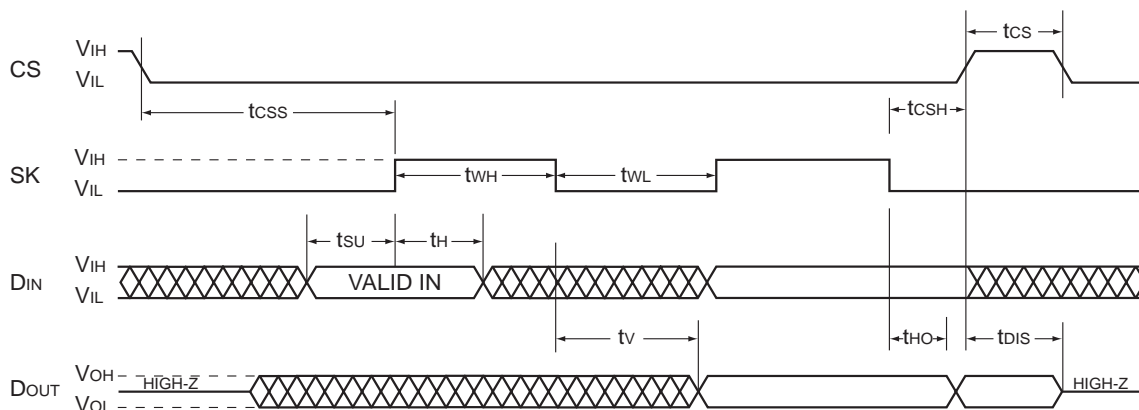 tCS
VIH
CS
VIL
tCSS
tCSH
VIH
SK
tWH
tWL
VIL
tSU
tH
VIH
DIN
VALID IN
VIL
tV
tHO
tDIS
VOH
DOUT
HIGH-Z
HIGH-Z
VOL